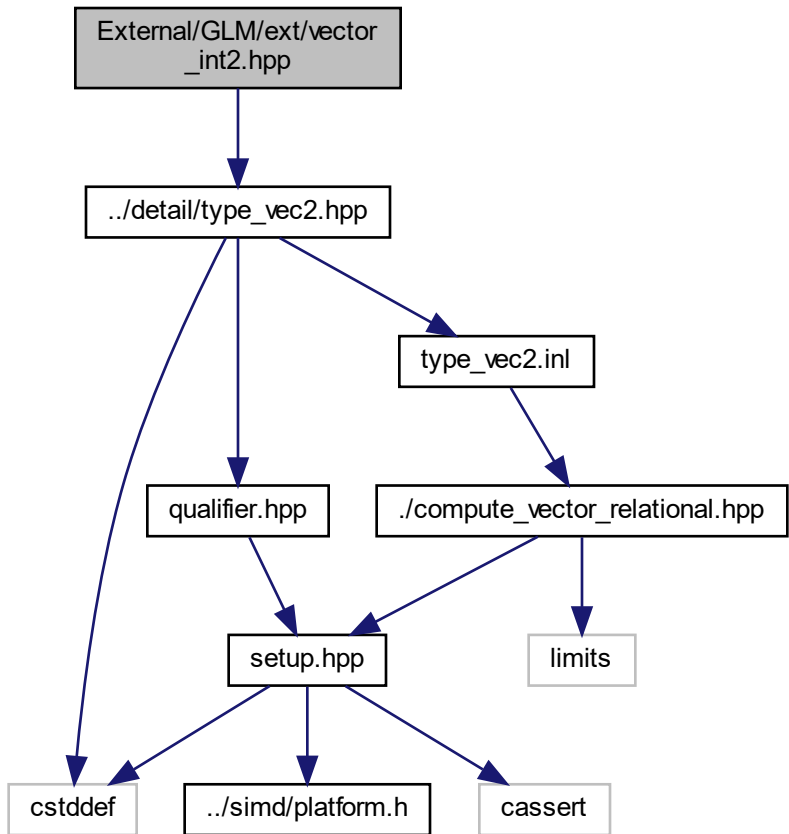 External/GLM/ext/vector
_int2.hpp
../detail/type_vec2.hpp
type_vec2.inl
qualifier.hpp
./compute_vector_relational.hpp
setup.hpp
limits
cstddef
../simd/platform.h
cassert